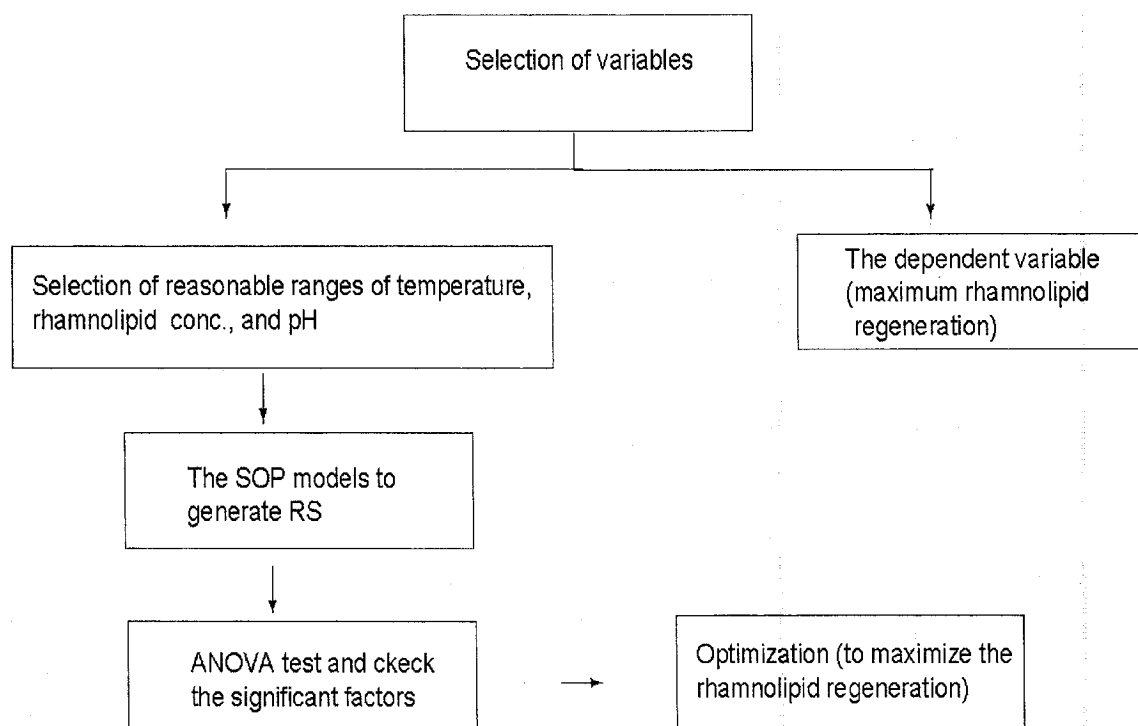 Selection of variables
Selection of reasonable ranges of temperature,
rhamnolipid conc., and pH
The dependent variable
(maximum rhamnolipid
regeneration)
The SOP models to
generate RS
ANOVA test and ckeck
the significant factors
Optimization (to maximize the
rhamnolipid regeneration)